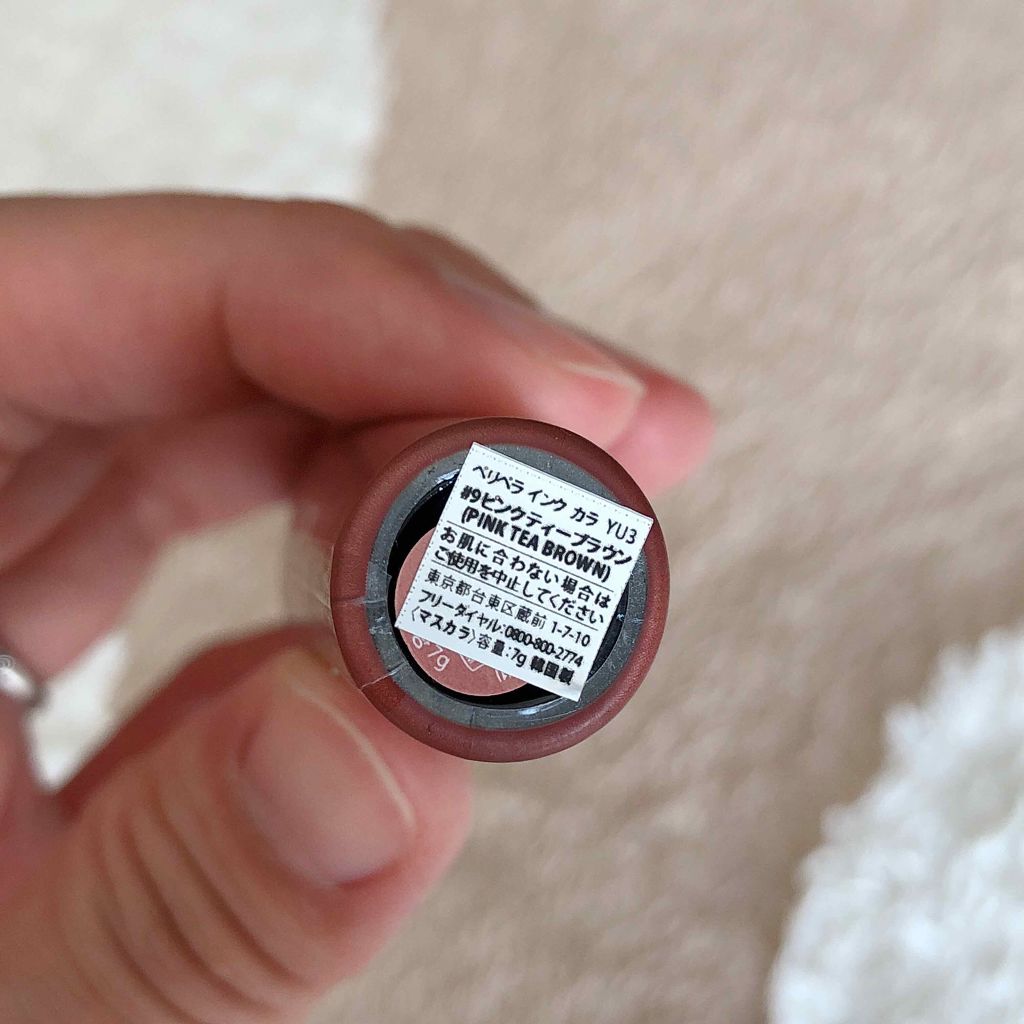 ペリペラ インク カラ YU3
#9ピンクティーブラウン
(PINK TEA BROWN)
お肌に合わない場合は
ご使用を中止してください
東京都台東区蔵前 1-7-10
フリーダイヤル:0800-800-2774
〈マスカラ〉容量:7g 韓国製